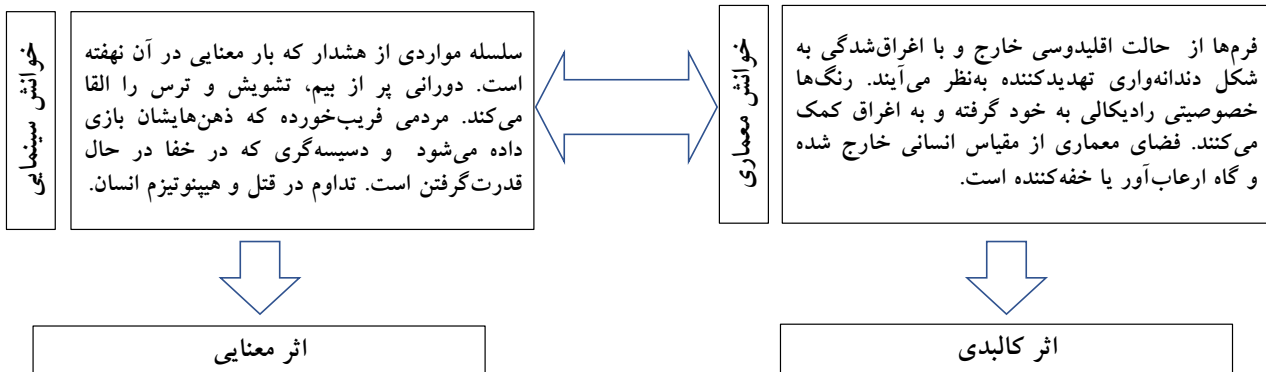 خوانش معماری
فرم‌ها از حالت اقلیدوسی خارج و با اغراق‌شدگی به
شکل دندانه‌واری تهدیدکننده به‌نظر می‌آیند. رنگ‌ها
خصوصیتی رادیکالی به خود گرفته و به اغراق کمک
می‌کنند. فضای معماری از مقیاس انسانی خارج شده
و گاه ارعاب‌آور یا خفه‌کننده است.
اثر کالبدی
خوانش سینمایی
سلسله مواردی از هشدار که بار معنایی در آن نهفته
است. دورانی پر از بیم، تشویش و ترس را القا
می‌کند. مردمی فریب‌خورده که ذهن‌هایشان بازی
داده می‌شود و دسیسه‌گری که در خفا در حال
قدرت‌گرفتن است. تداوم در قتل و هیپنوتیزم انسان.
اثر معنایی